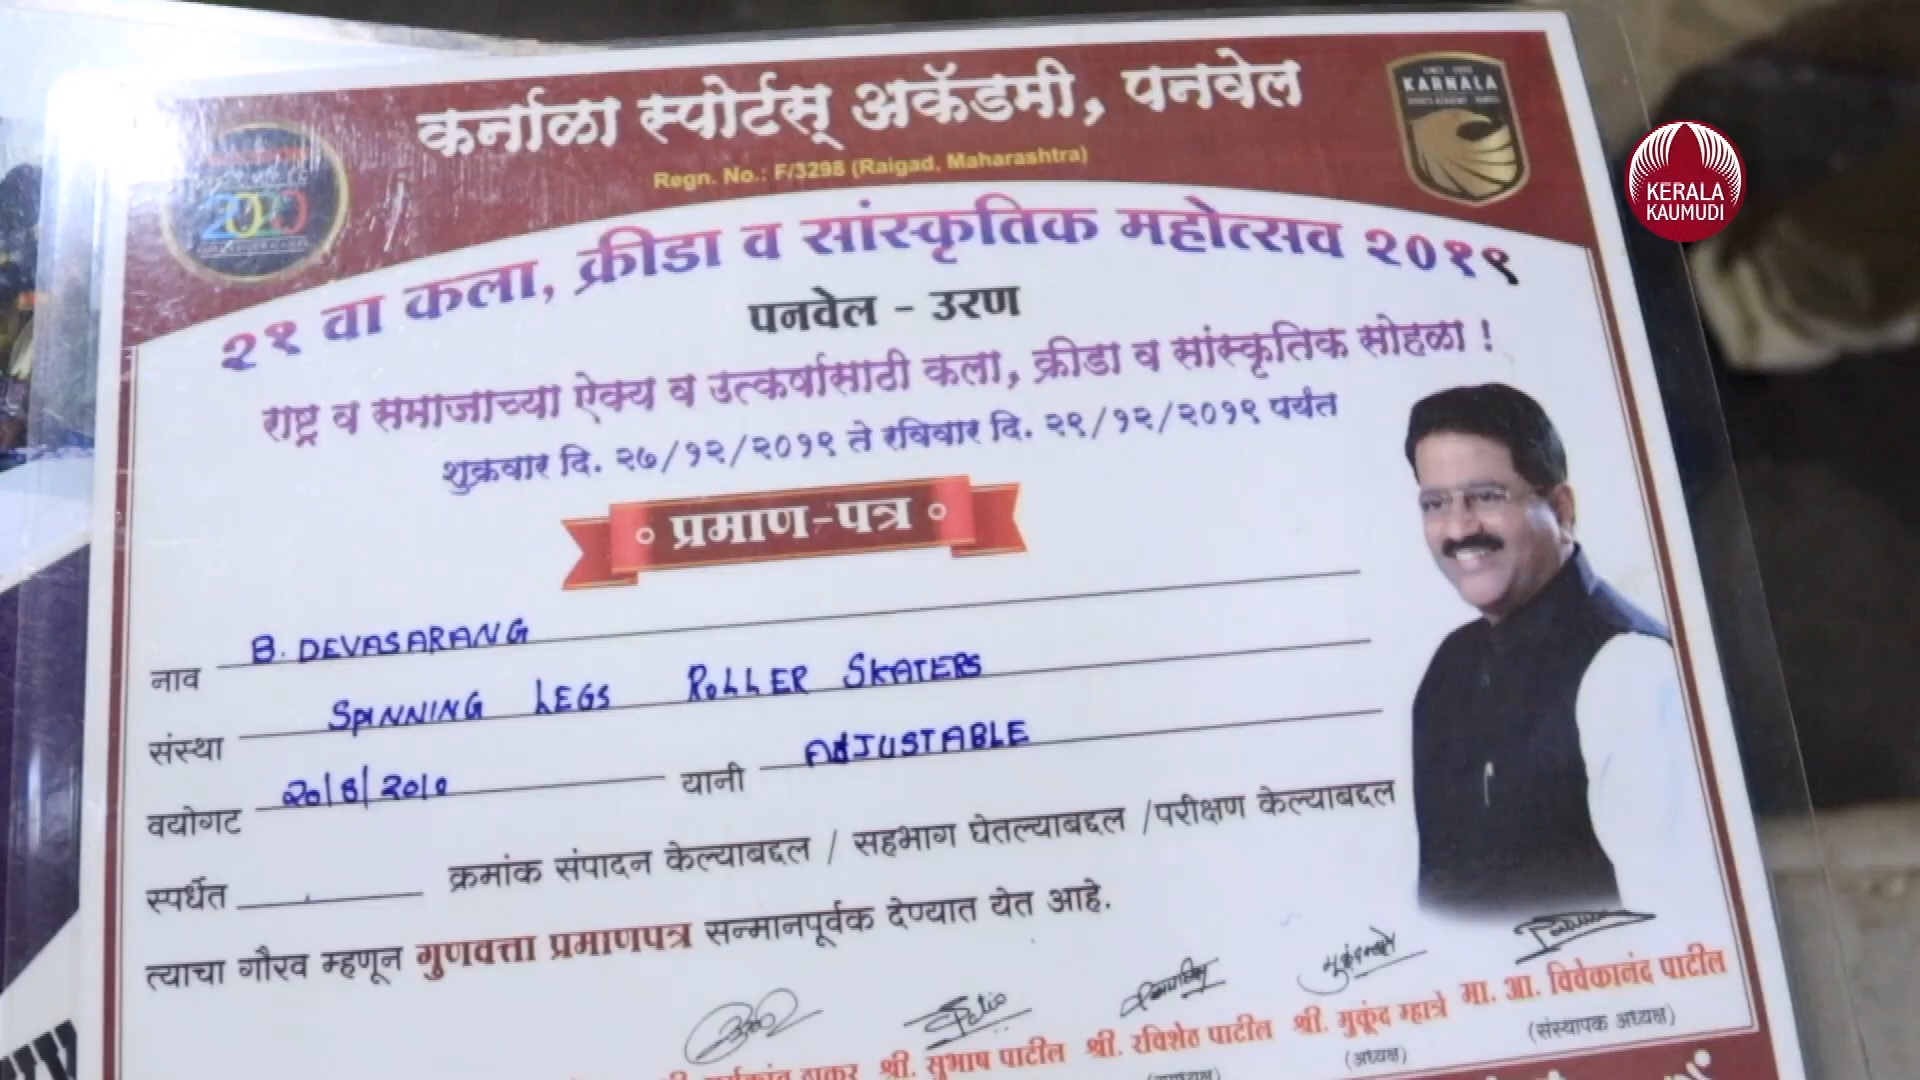 कर्नाळा स्पोर्टस् अकॅडमी, पनवेल
Regn. No.: F/3298 (Raigad, Maharashtra)
KARNALA
2020
KERALA
KAUMUDI
२१ वा कला, क्रीडा व सांस्कृतिक महोत्सव २०१९
पनवेल - उरण
राष्ट्र व समाजाच्या ऐक्य व उत्कर्षासाठी कला, क्रीडा व सांस्कृतिक सोहळा !
शुक्रवार दि. २७/१२/२०१९ ते रविवार दि. २९/१२/२०१९ पर्यंत
प्रमाण-पत्र
नाव B. DEVASARANG
संस्था SPINNING LEGS ROLLER SKATERS
वयोगट 20/8/2010 यानी ADJUSTABLE
स्पर्धेत क्रमांक संपादन केल्याबद्दल / सहभाग घेतल्याबद्दल /परीक्षण केल्याबद्दल
त्याचा गौरव म्हणून गुणवत्ता प्रमाणपत्र सन्मानपूर्वक देण्यात येत आहे.
ठाकुर श्री. सुभाष पाटील श्री. रविशेठ पाटील श्री. मुकुंद म्हात्रे मा. आ. विवेकानंद पाटील
(अध्यक्ष) (संस्थापक अध्यक्ष)